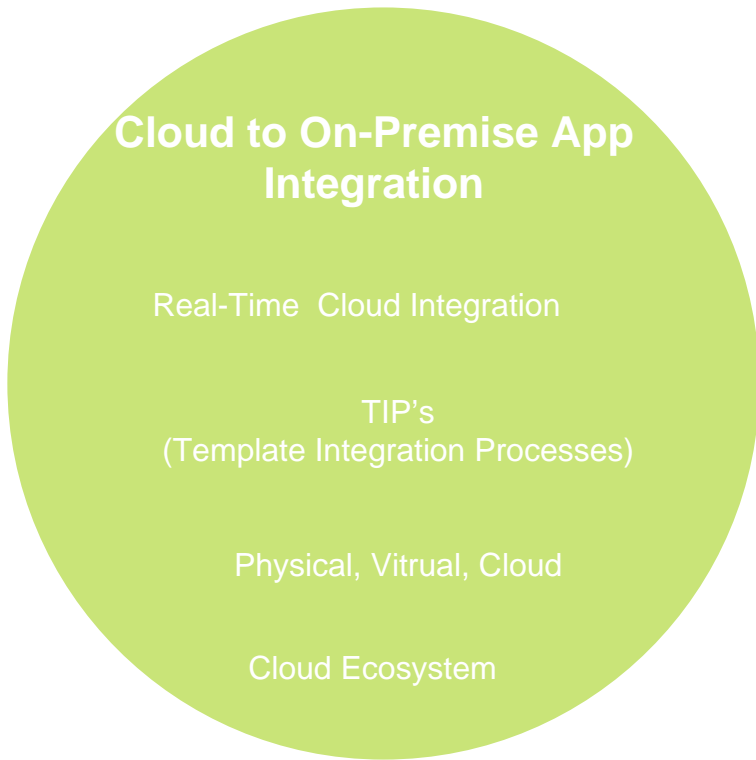 Cloud to On-Premise App
Integration
Real-Time  Cloud Integration
TIP’s
(Template Integration Processes)
Physical, Vitrual, Cloud
Cloud Ecosystem